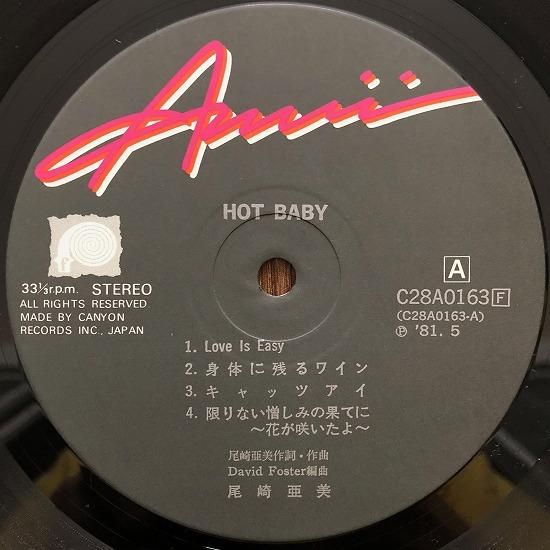 Amii
HOT BABY
33⅓r.p.m. STEREO
ALL RIGHTS RESERVED.
MADE BY CANYON
RECORDS INC., JAPAN
A
C28A0163 F
(C28A0163-A)
Ⓟ '81. 5
1. Love Is Easy
2. 身体に残るワイン
3. キャッツアイ
4. 限りない憎しみの果てに
〜花が咲いたよ〜
尾崎亜美作詞・作曲
David Foster編曲
尾崎亜美